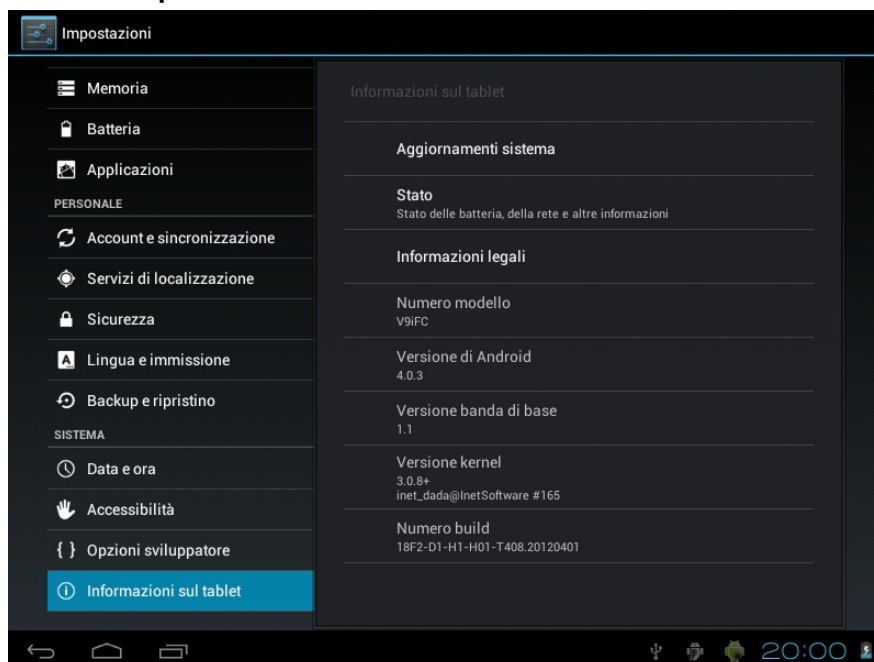 Impostazioni
Memoria
Batteria
Applicazioni
PERSONALE
Account e sincronizzazione
Servizi di localizzazione
Sicurezza
Lingua e immissione
Backup e ripristino
SISTEMA
Data e ora
Accessibilità
{ } Opzioni sviluppatore
Informazioni sul tablet
Informazioni sul tablet
Aggiornamenti sistema
Stato
Stato delle batteria, della rete e altre informazioni
Informazioni legali
Numero modello
V9iFC
Versione di Android
4.0.3
Versione banda di base
1.1
Versione kernel
3.0.8+
inet_dada@InetSoftware #165
Numero build
18F2-D1-H1-H01-T408.20120401
20:00